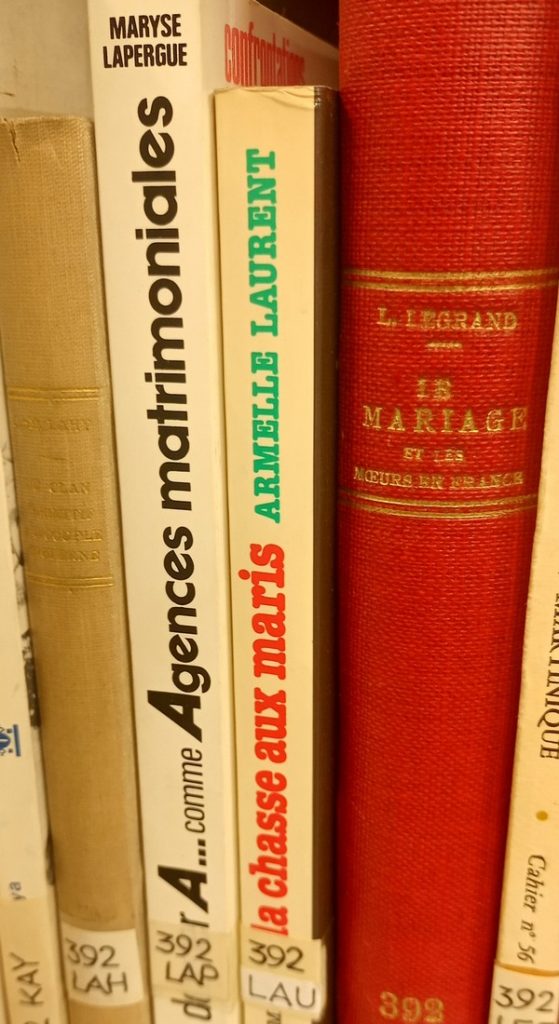 KAY
CLAN
392
LAH
MARYSE
LAPERGUE
A... comme Agences matrimoniales
392
LAP
confrontations
ARMELLE LAURENT
la chasse aux maris
392
LAU
L. LEGRAND
LE
MARIAGE
ET LES
MŒURS EN FRANCE
392
Cahier n° 56
392